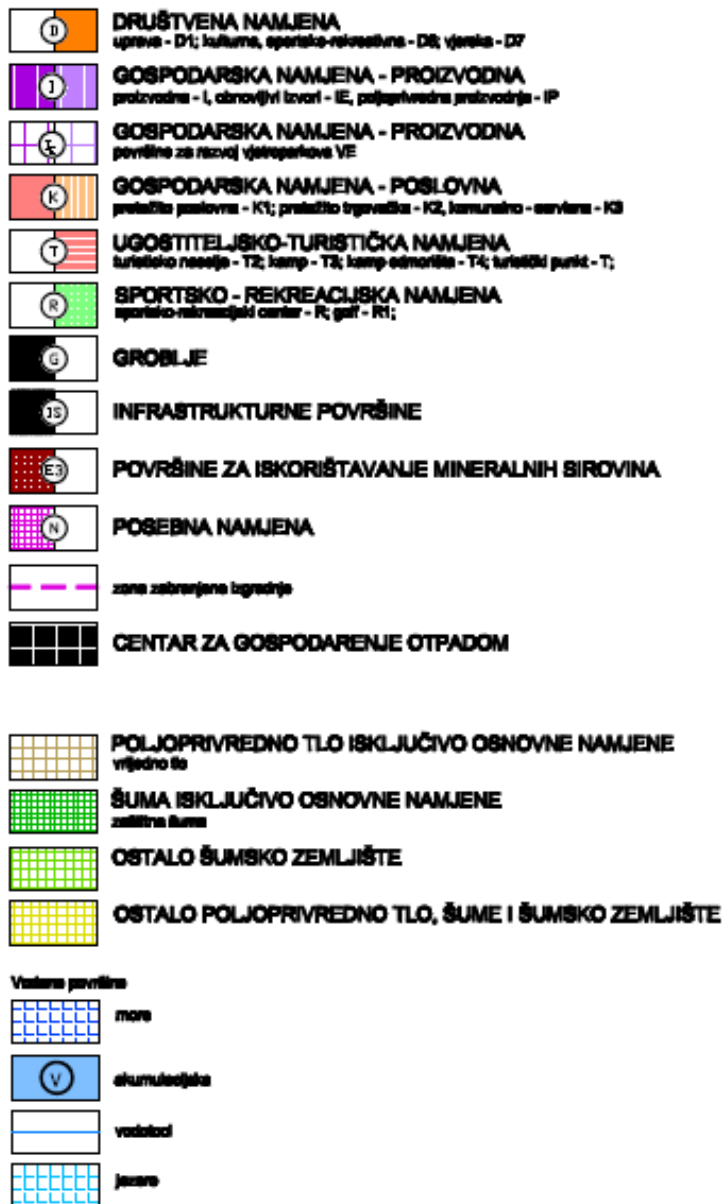 D
DRUŠTVENA NAMJENA
uprava - D1; kulturna, sportsko-rekreativna - D6; vjerska - D7
I
GOSPODARSKA NAMJENA - PROIZVODNA
proizvodna - I, obnovljivi izvori - IE, poljoprivredna proizvodnja - IP
GOSPODARSKA NAMJENA - PROIZVODNA
površine za razvoj vjetroparkova VE
K
GOSPODARSKA NAMJENA - POSLOVNA
pretežito poslovna - K1; pretežito trgovačka - K2, komunalno - servisna - K3
T
UGOSTITELJSKO-TURISTIČKA NAMJENA
turističko naselje - T2; kamp - T3; kamp odmorište - T4; turistički punkt - T;
R
SPORTSKO - REKREACIJSKA NAMJENA
sportsko-rekreacijski centar - R; golf - R1;
G
GROBLJE
IS
INFRASTRUKTURNE POVRŠINE
E3
POVRŠINE ZA ISKORIŠTAVANJE MINERALNIH SIROVINA
N
POSEBNA NAMJENA
zona zabranjene izgradnje
CENTAR ZA GOSPODARENJE OTPADOM
POLJOPRIVREDNO TLO ISKLJUČIVO OSNOVNE NAMJENE
vrijedno tlo
ŠUMA ISKLJUČIVO OSNOVNE NAMJENE
zaštitna šuma
OSTALO ŠUMSKO ZEMLJIŠTE
OSTALO POLJOPRIVREDNO TLO, ŠUME I ŠUMSKO ZEMLJIŠTE
Vodene površine
more
V
akumulacijska
vodotoci
jezero